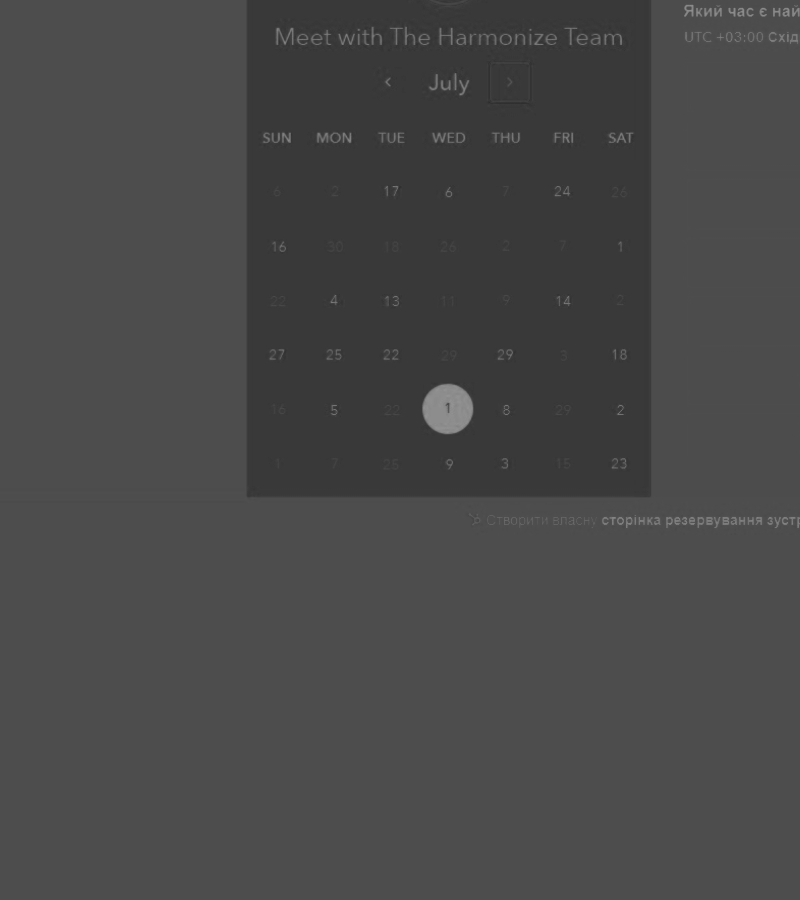 Який час є най
Meet with The Harmonize Team
UTC +03:00 Схід
July
SUN MON TUE WED THU FRI SAT
6 2 17 6 7 24 26
16 30 18 26 2 7 1
22 4 13 11 9 14 2
27 25 22 29 29 3 18
16 5 22 1 8 29 2
1 7 26 9 3 15 23
Створити власну сторінка резервування зустр